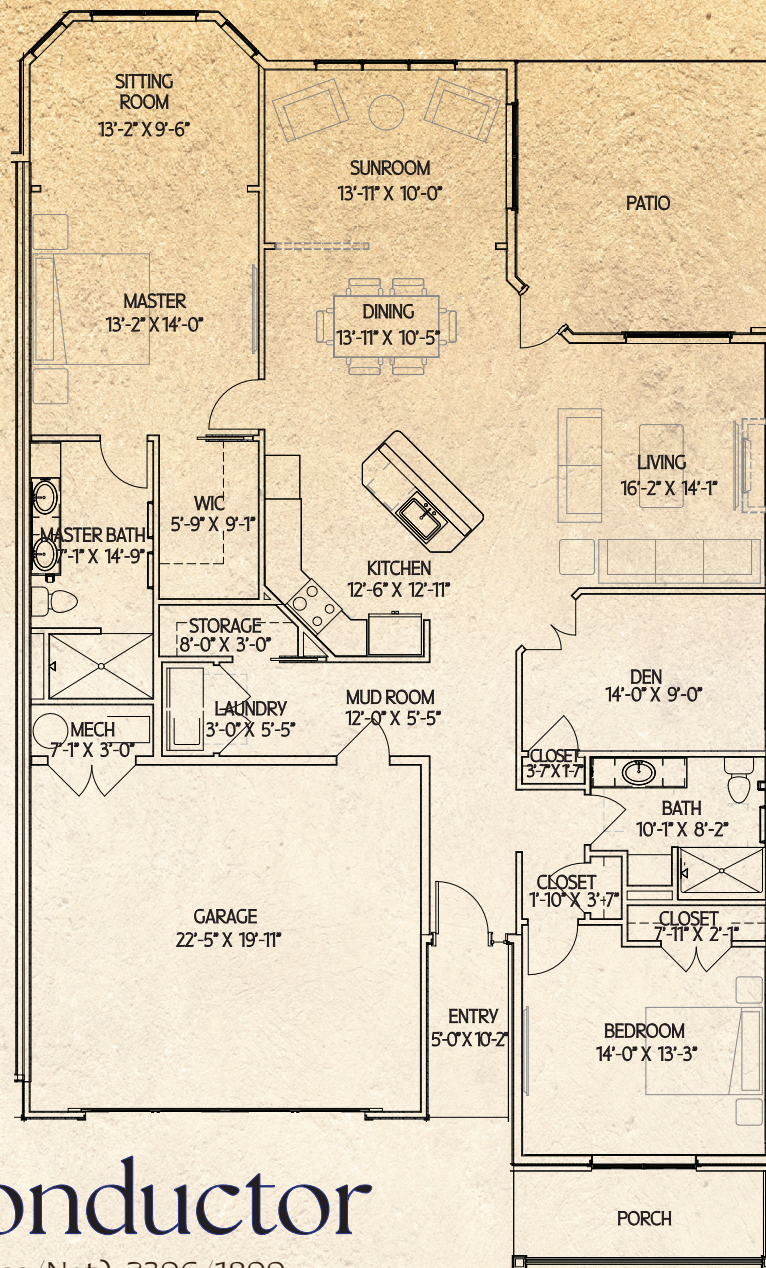 SITTING
ROOM
13'-2" X 9'-6"
SUNROOM
13'-11" X 10'-0"
PATIO
MASTER
13'-2" X 14'-0"
DINING
13'-11" X 10'-5"
LIVING
16'-2" X 14'-1"
WIC
5'-9" X 9'-1"
MASTER BATH
7'-1" X 14'-9"
KITCHEN
12'-6" X 12'-11"
STORAGE
8'-0" X 3'-0"
DEN
14'-0" X 9'-0"
LAUNDRY
3'-0" X 5'-5"
MUD ROOM
12'-0" X 5'-5"
MECH
7'-1" X 3'-0"
CLOSET
3'-7" X 1'-7"
BATH
10'-1" X 8'-2"
CLOSET
1'-10" X 3'-7"
GARAGE
22'-5" X 19'-11"
CLOSET
7'-11" X 2'-1"
ENTRY
5'-0" X 10'-2"
BEDROOM
14'-0" X 13'-3"
onductor
PORCH